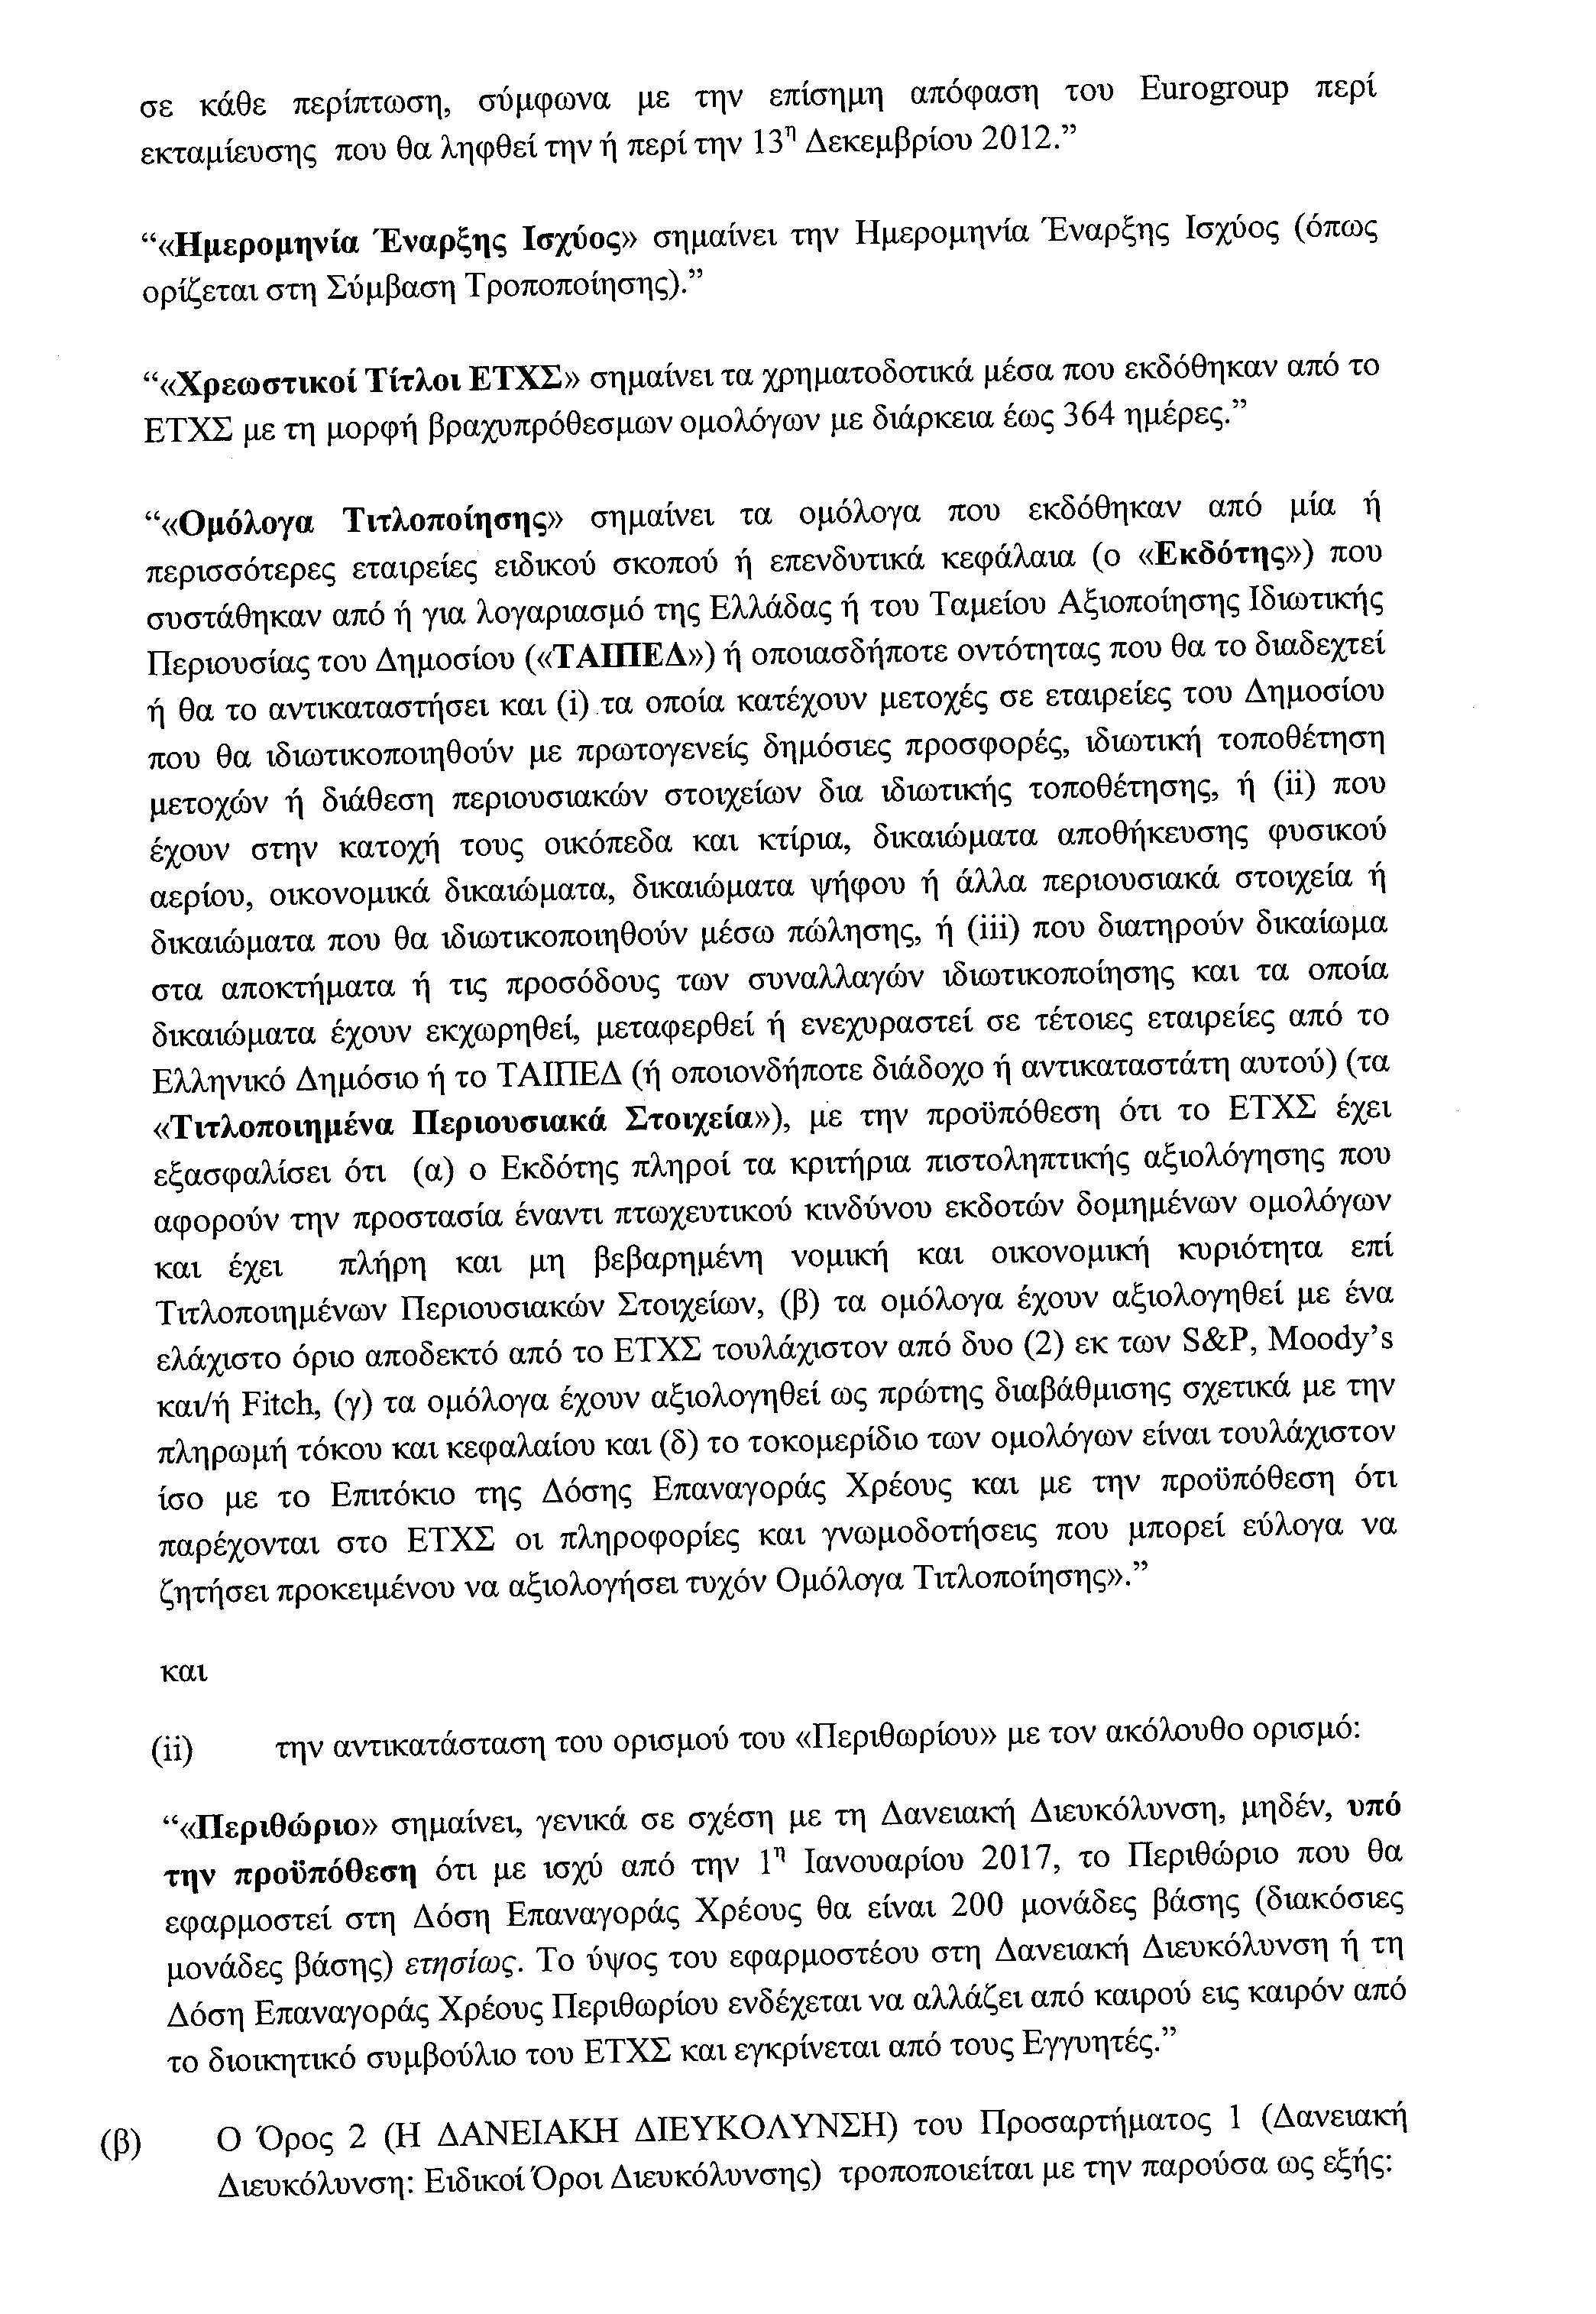 σε κάθε περίπτωση, σύμφωνα με την επίσημη απόφαση του Eurogroup περί
εκταμίευσης που θα ληφθεί την ή περί την 13η Δεκεμβρίου 2012.”
“«Ημερομηνία Έναρξης Ισχύος» σημαίνει την Ημερομηνία Έναρξης Ισχύος (όπως
ορίζεται στη Σύμβαση Τροποποίησης).”
“«Χρεωστικοί Τίτλοι ΕΤΧΣ» σημαίνει τα χρηματοδοτικά μέσα που εκδόθηκαν από το
ΕΤΧΣ με τη μορφή βραχυπρόθεσμων ομολόγων με διάρκεια έως 364 ημέρες.”
“«Ομόλογα Τιτλοποίησης» σημαίνει τα ομόλογα που εκδόθηκαν από μία ή
περισσότερες εταιρείες ειδικού σκοπού ή επενδυτικά κεφάλαια (ο «Εκδότης») που
συστάθηκαν από ή για λογαριασμό της Ελλάδας ή του Ταμείου Αξιοποίησης Ιδιωτικής
Περιουσίας του Δημοσίου («ΤΑΙΠΕΔ») ή οποιασδήποτε οντότητας που θα το διαδεχτεί
ή θα το αντικαταστήσει και (i) τα οποία κατέχουν μετοχές σε εταιρείες του Δημοσίου
που θα ιδιωτικοποιηθούν με πρωτογενείς δημόσιες προσφορές, ιδιωτική τοποθέτηση
μετοχών ή διάθεση περιουσιακών στοιχείων δια ιδιωτικής τοποθέτησης, ή (ii) που
έχουν στην κατοχή τους οικόπεδα και κτίρια, δικαιώματα αποθήκευσης φυσικού
αερίου, οικονομικά δικαιώματα, δικαιώματα ψήφου ή άλλα περιουσιακά στοιχεία ή
δικαιώματα που θα ιδιωτικοποιηθούν μέσω πώλησης, ή (iii) που διατηρούν δικαίωμα
στα αποκτήματα ή τις προσόδους των συναλλαγών ιδιωτικοποίησης και τα οποία
δικαιώματα έχουν εκχωρηθεί, μεταφερθεί ή ενεχυραστεί σε τέτοιες εταιρείες από το
Ελληνικό Δημόσιο ή το ΤΑΙΠΕΔ (ή οποιονδήποτε διάδοχο ή αντικαταστάτη αυτού) (τα
«Τιτλοποιημένα Περιουσιακά Στοιχεία»), με την προϋπόθεση ότι το ΕΤΧΣ έχει
εξασφαλίσει ότι (α) ο Εκδότης πληροί τα κριτήρια πιστοληπτικής αξιολόγησης που
αφορούν την προστασία έναντι πτωχευτικού κινδύνου εκδοτών δομημένων ομολόγων
και έχει πλήρη και μη βεβαρημένη νομική και οικονομική κυριότητα επί
Τιτλοποιημένων Περιουσιακών Στοιχείων, (β) τα ομόλογα έχουν αξιολογηθεί με ένα
ελάχιστο όριο αποδεκτό από το ΕΤΧΣ τουλάχιστον από δυο (2) εκ των S&P, Moody’s
και/ή Fitch, (γ) τα ομόλογα έχουν αξιολογηθεί ως πρώτης διαβάθμισης σχετικά με την
πληρωμή τόκου και κεφαλαίου και (δ) το τοκομερίδιο των ομολόγων είναι τουλάχιστον
ίσο με το Επιτόκιο της Δόσης Επαναγοράς Χρέους και με την προϋπόθεση ότι
παρέχονται στο ΕΤΧΣ οι πληροφορίες και γνωμοδοτήσεις που μπορεί εύλογα να
ζητήσει προκειμένου να αξιολογήσει τυχόν Ομόλογα Τιτλοποίησης».”
και
(ii) την αντικατάσταση του ορισμού του «Περιθωρίου» με τον ακόλουθο ορισμό:
“«Περιθώριο» σημαίνει, γενικά σε σχέση με τη Δανειακή Διευκόλυνση, μηδέν, υπό
την προϋπόθεση ότι με ισχύ από την 1η Ιανουαρίου 2017, το Περιθώριο που θα
εφαρμοστεί στη Δόση Επαναγοράς Χρέους θα είναι 200 μονάδες βάσης (διακόσιες
μονάδες βάσης) ετησίως. Το ύψος του εφαρμοστέου στη Δανειακή Διευκόλυνση ή τη
Δόση Επαναγοράς Χρέους Περιθωρίου ενδέχεται να αλλάζει από καιρού εις καιρόν από
το διοικητικό συμβούλιο του ΕΤΧΣ και εγκρίνεται από τους Εγγυητές.”
(β) Ο Όρος 2 (Η ΔΑΝΕΙΑΚΗ ΔΙΕΥΚΟΛΥΝΣΗ) του Προσαρτήματος 1 (Δανειακή
Διευκόλυνση: Ειδικοί Όροι Διευκόλυνσης) τροποποιείται με την παρούσα ως εξής: